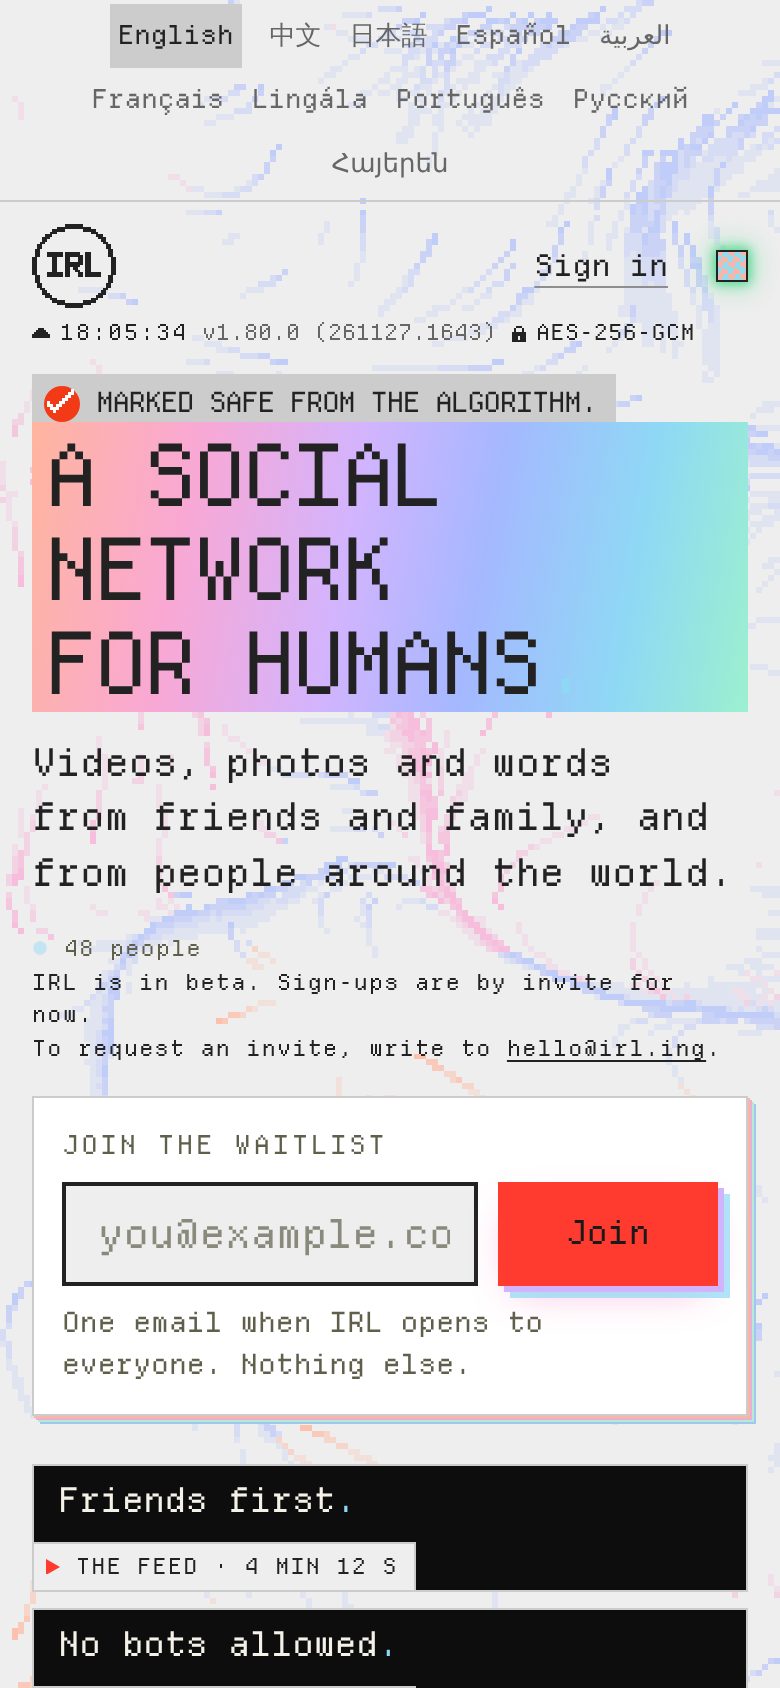 English 中文 日本語 Español العربية
Français Lingála Português Русский
Հայերեն
IRL
Sign in
18:05:34 v1.80.0 (261127.1643) AES-256-GCM
MARKED SAFE FROM THE ALGORITHM.
A SOCIAL
NETWORK
FOR HUMANS
Videos, photos and words
from friends and family, and
from people around the world.
48 people
IRL is in beta. Sign-ups are by invite for
now.
To request an invite, write to hello@irl.ing.
JOIN THE WAITLIST
you@example.co
Join
One email when IRL opens to
everyone. Nothing else.
Friends first.
THE FEED · 4 MIN 12 S
No bots allowed.